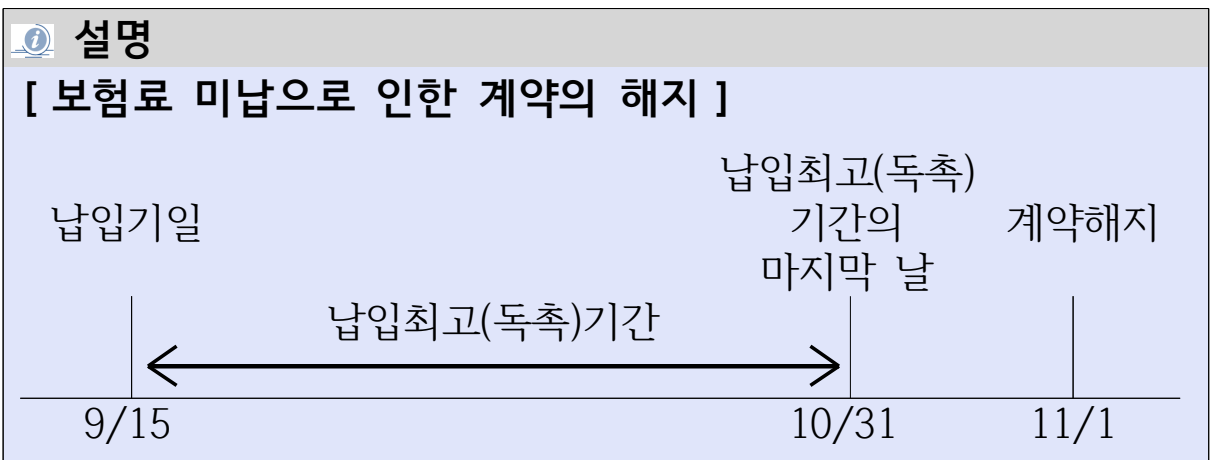 설명
[ 보험료 미납으로 인한 계약의 해지 ]
납입기일
납입최고(독촉)
기간의
마지막 날
계약해지
납입최고(독촉)기간
9/15
10/31
11/1